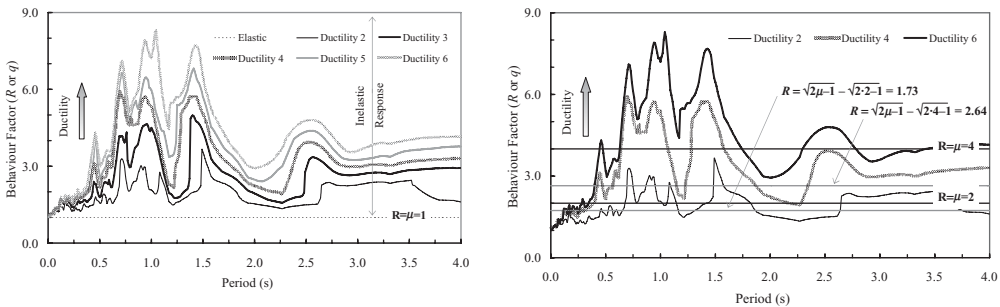 Behaviour Factor (R or q)
9.0
6.0
3.0
0.0
Elastic
Ductility 2
Ductility 3
Ductility 4
Ductility 5
Ductility 6
Ductility
Inelastic
Response
R=μ=1
0.0 0.5 1.0 1.5 2.0 2.5 3.0 3.5 4.0
Period (s)
Behaviour Factor (R or q)
9.0
6.0
3.0
0.0
Ductility 2
Ductility 4
Ductility 6
Ductility
R = √2μ–1 – √2·2–1 = 1.73
R = √2μ–1 – √2·4–1 = 2.64
R=μ=4
R=μ=2
0.0 0.5 1.0 1.5 2.0 2.5 3.0 3.5 4.0
Period (s)